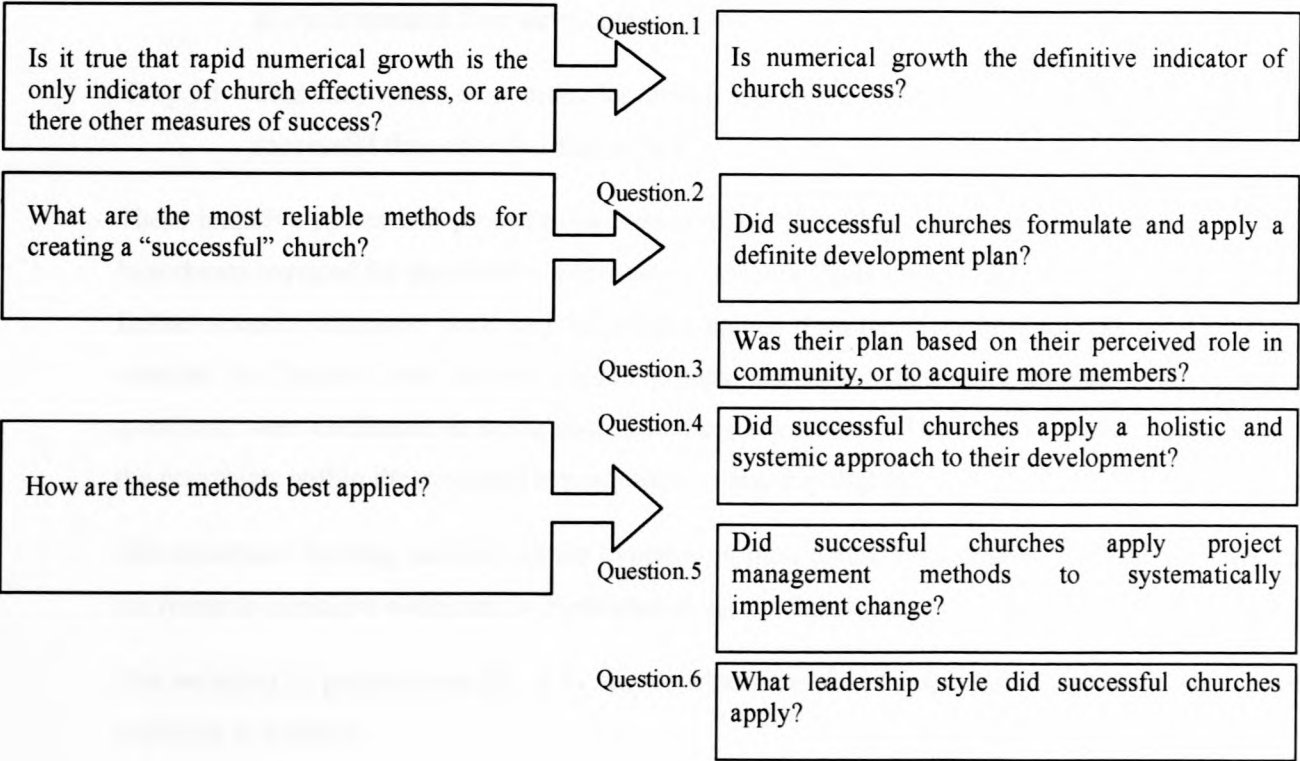 Question.1
Is it true that rapid numerical growth is the
only indicator of church effectiveness, or are
there other measures of success?
Is numerical growth the definitive indicator of
church success?
Question.2
What are the most reliable methods for
creating a “successful” church?
Did successful churches formulate and apply a
definite development plan?
Question.3
Was their plan based on their perceived role in
community, or to acquire more members?
Question.4
How are these methods best applied?
Did successful churches apply a holistic and
systemic approach to their development?
Question.5
Did successful churches apply project
management methods to systematically
implement change?
Question.6
What leadership style did successful churches
apply?